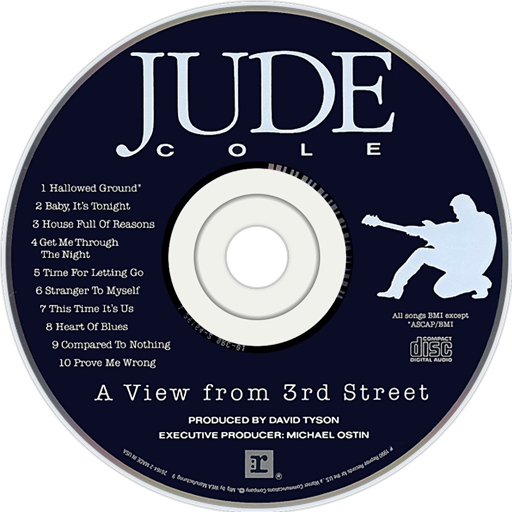 JUDE
COLE
1 Hallowed Ground*
2 Baby, It's Tonight
3 House Full Of Reasons
4 Get Me Through
The Night
5 Time For Letting Go
6 Stranger To Myself
7 This Time It's Us
8 Heart Of Blues
9 Compared To Nothing
10 Prove Me Wrong
All songs BMI except
*ASCAP/BMI
COMPACT
disc
DIGITAL AUDIO
A View from 3rd Street
PRODUCED BY DAVID TYSON
EXECUTIVE PRODUCER: MICHAEL OSTIN
r
®